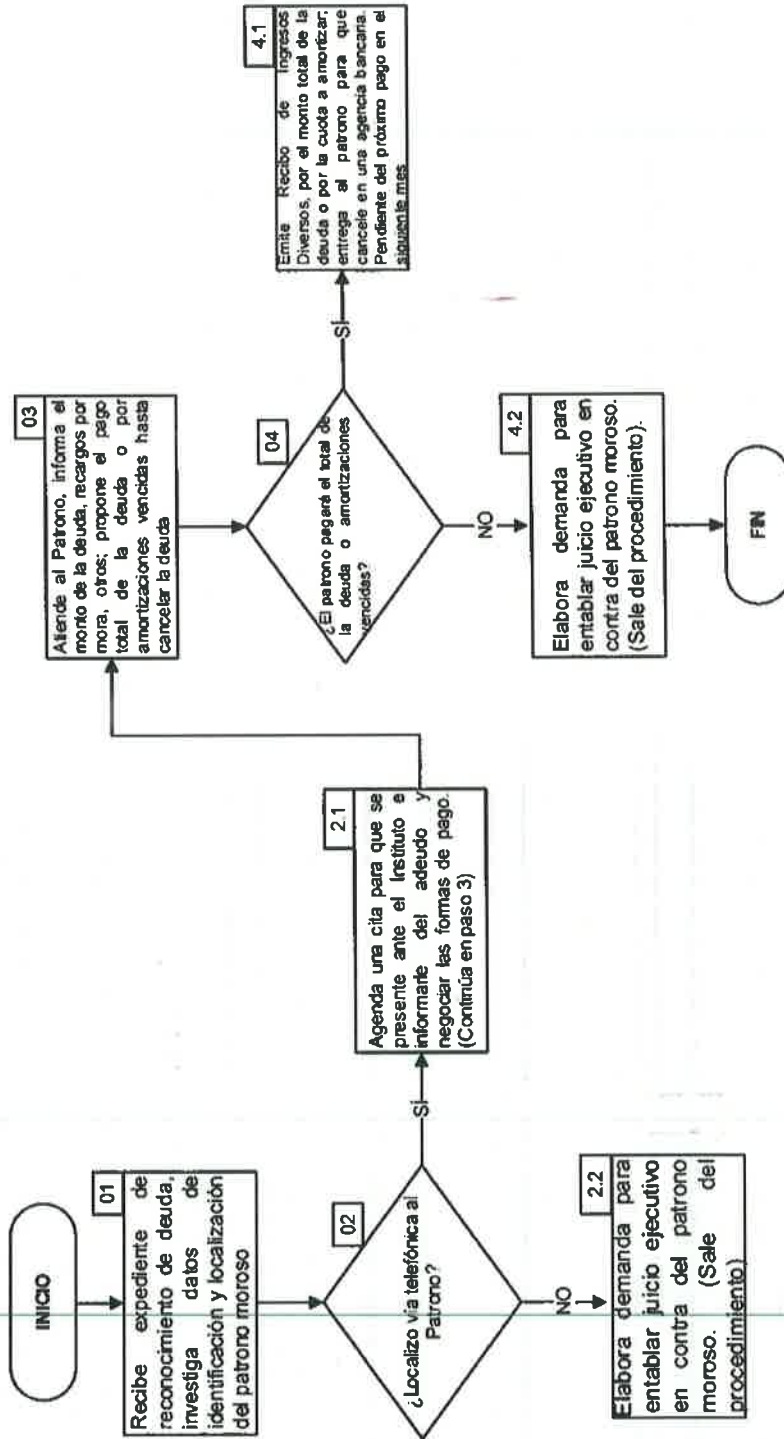 INICIO
01
Recibe expediente de
reconocimiento de deuda,
investiga datos de
identificación y localización
del patrono moroso
02
¿Localizo vía telefónica al
Patrono?
NO
2.2
Elabora demanda para
entablar juicio ejecutivo
en contra del patrono
moroso. (Sale del
procedimiento)
SÍ
2.1
Agenda una cita para que se
presente ante el Instituto e
informarle del adeudo y
negociar las formas de pago.
(Continúa en paso 3)
03
Atiende al Patrono, informa el
monto de la deuda, recargos por
mora, otros; propone el pago
total de la deuda o por
amortizaciones vencidas hasta
cancelar la deuda
04
¿El patrono pagará el total de
la deuda o amortizaciones
vencidas?
SÍ
4.1
Emite Recibo de Ingresos
Diversos, por el monto total de la
deuda o por la cuota a amortizar;
entrega al patrono para que
cancele en una agencia bancaria.
Pendiente del próximo pago en el
siguiente mes
NO
4.2
Elabora demanda para
entablar juicio ejecutivo en
contra del patrono moroso.
(Sale del procedimiento).
FIN